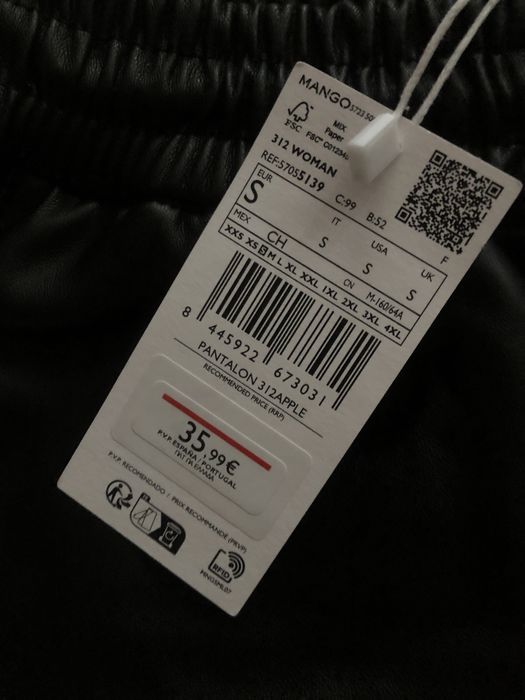 MANGO
FSC
MIX
Paper
312 WOMAN
REF:57055139 C:99 B:52
EUR S
IT S
USA S
UK S
MEX CH
CN M-160/64A
F
XXS XS S M L XL XXL 1XL 2XL 3XL 4XL
8 445922 673031
PANTALON 312APPLE
RECOMMENDED PRICE (RRP)
35,99€
P.V.P. ESPAÑA / PORTUGAL
P.V.P. RECOMENDADO / PRIX RECOMMANDÉ (PRVP)
FR
RFID